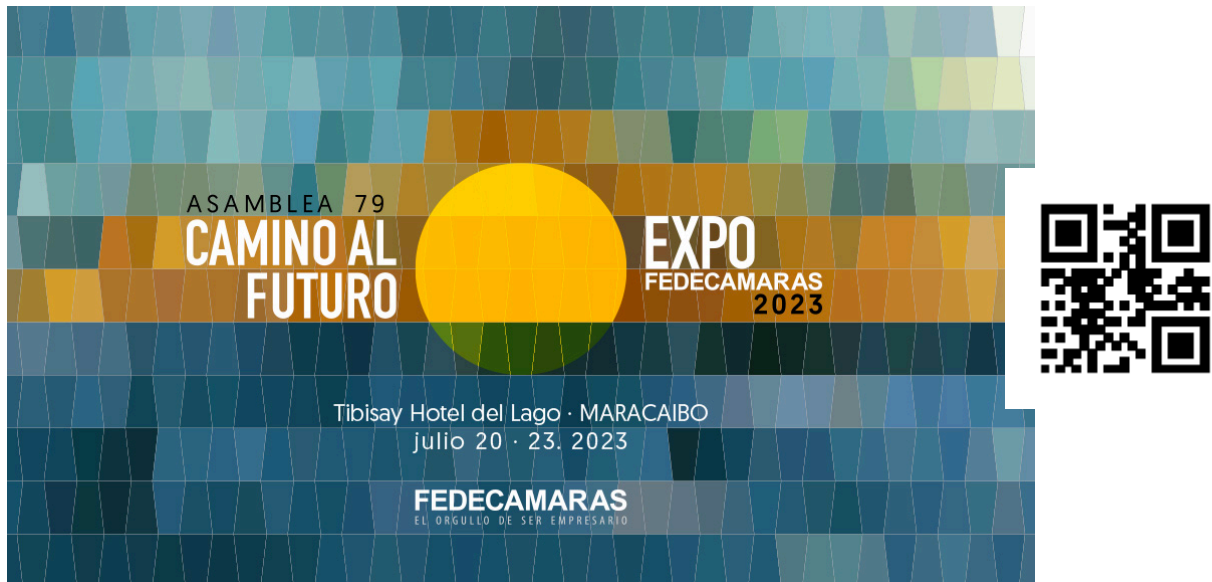 ASAMBLEA 79
CAMINO AL
FUTURO
EXPO
FEDECAMARAS
2023
Tibisay Hotel del Lago · MARACAIBO
julio 20 · 23. 2023
FEDECAMARAS
EL ORGULLO DE SER EMPRESARIO